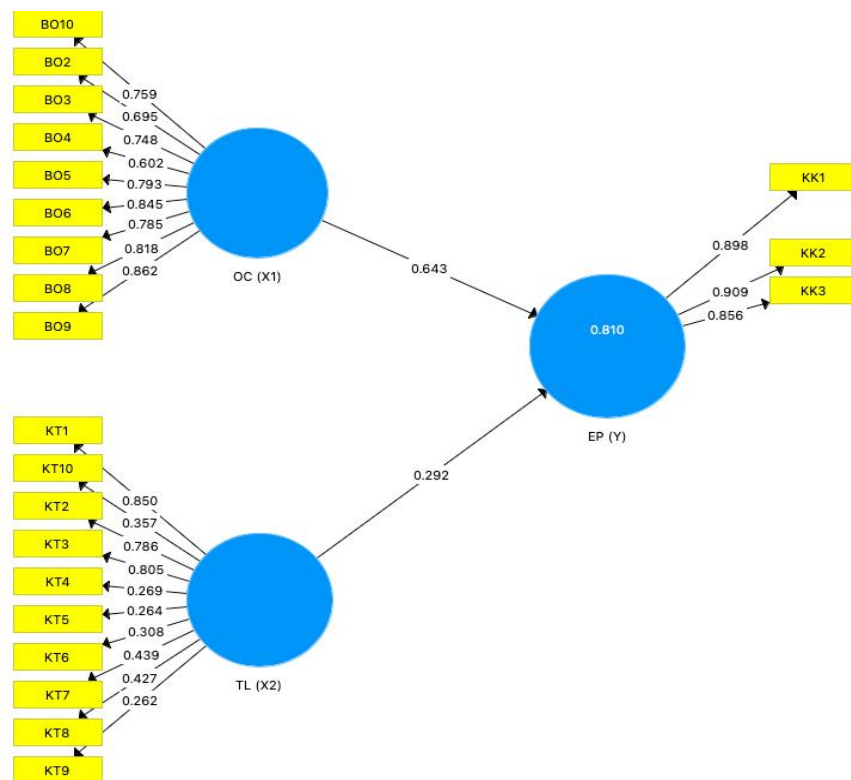 BO10
BO2
BO3
BO4
BO5
BO6
BO7
BO8
BO9
0.759
0.695
0.748
0.602
0.793
0.845
0.785
0.818
0.862
OC (X1)
0.643
KT1
KT10
KT2
KT3
KT4
KT5
KT6
KT7
KT8
KT9
0.850
0.357
0.786
0.805
0.269
0.264
0.308
0.439
0.427
0.262
TL (X2)
0.292
0.810
EP (Y)
0.898
0.909
0.856
KK1
KK2
KK3